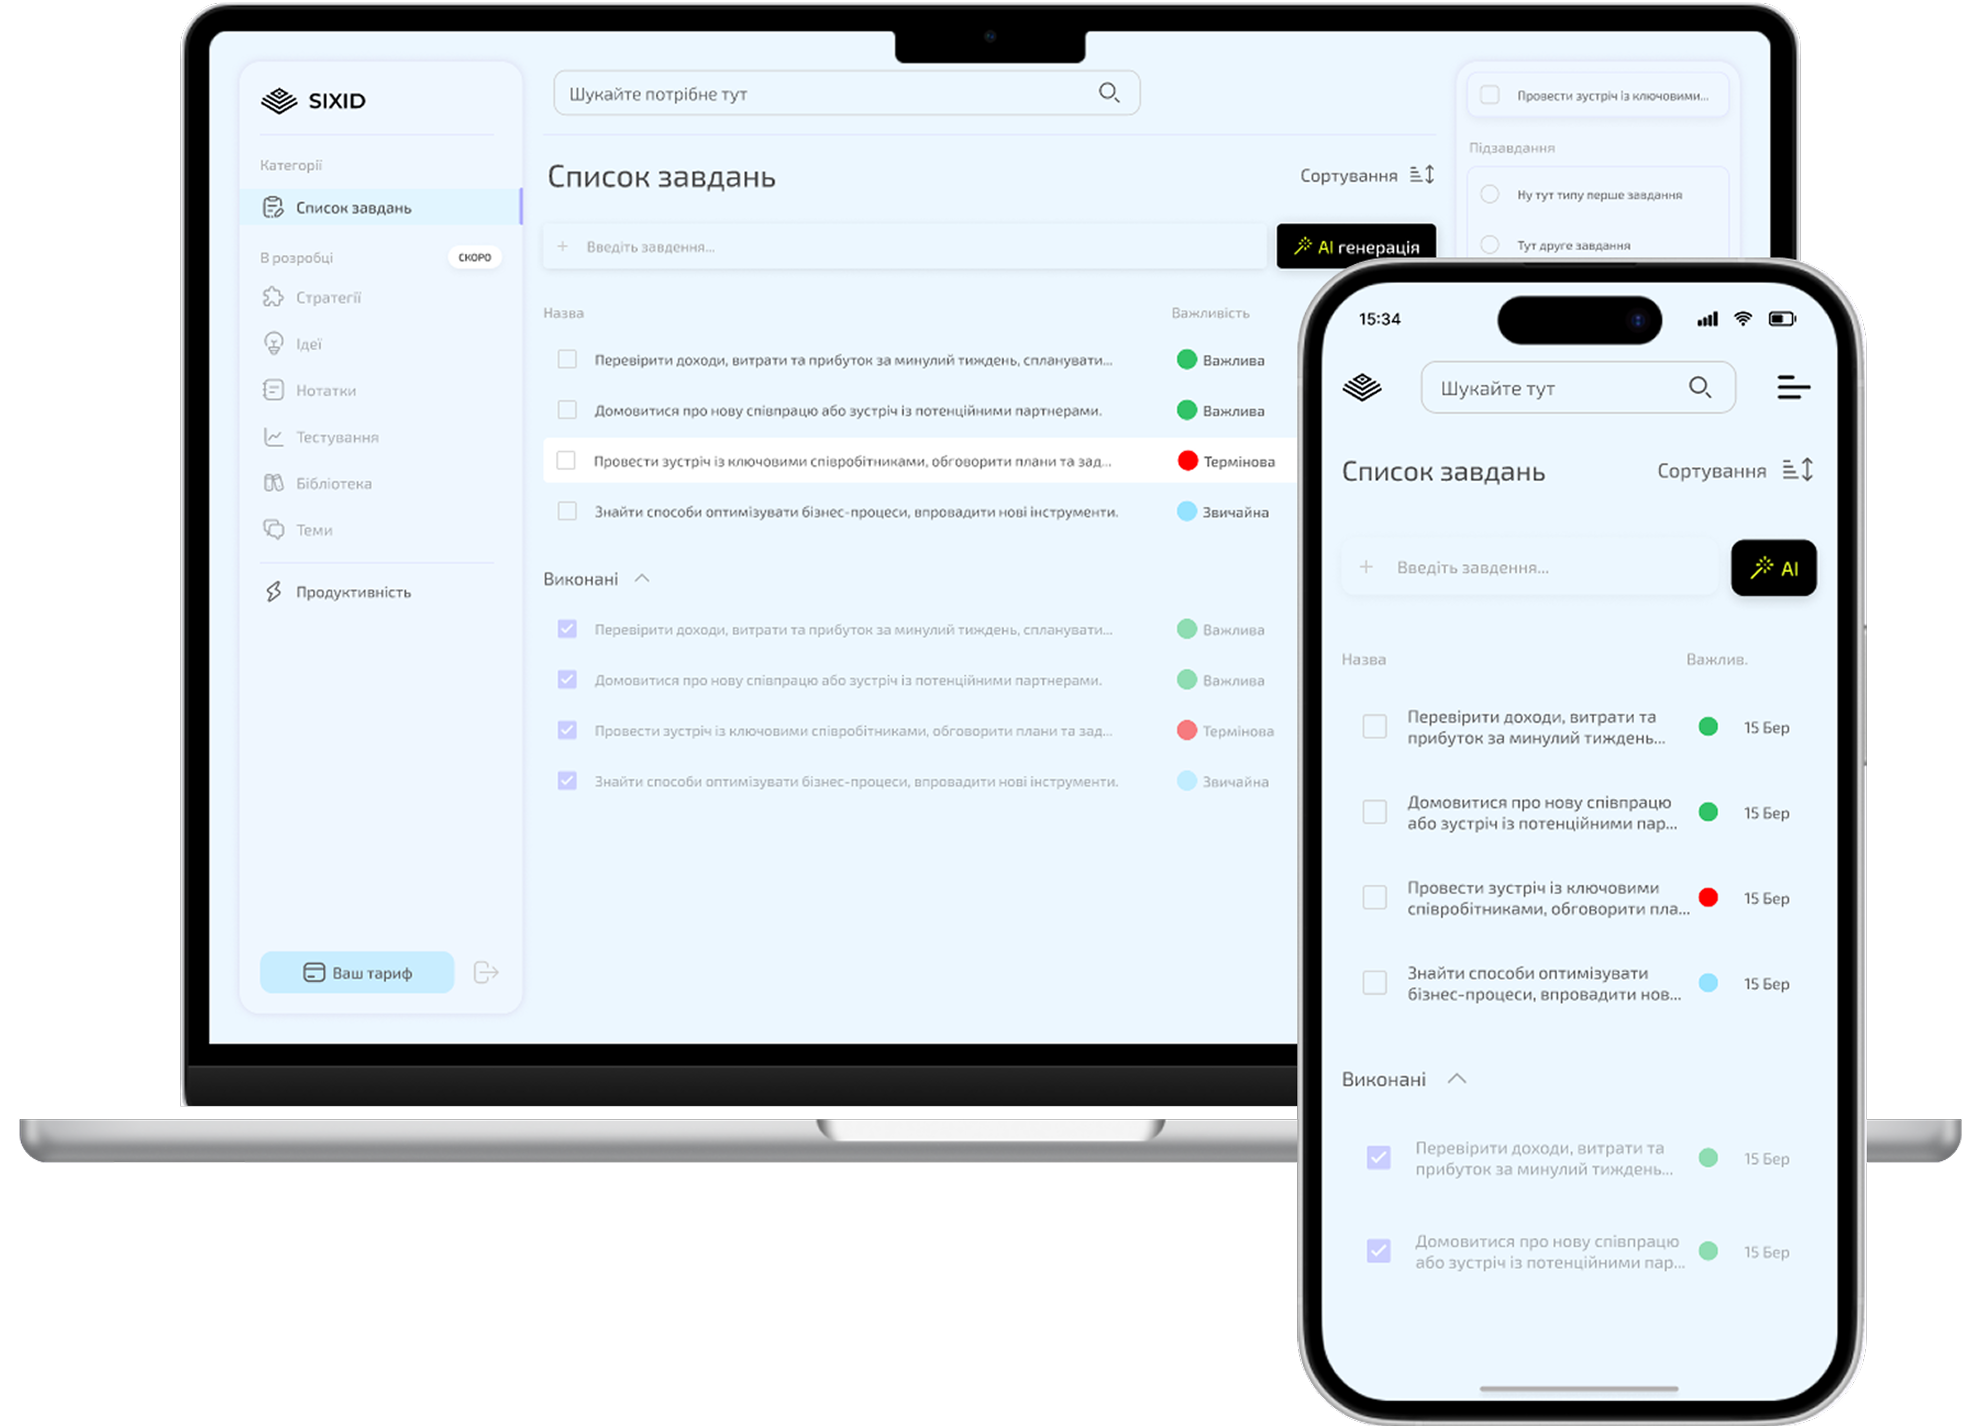 SIXID
Категорії
Список завдань
В розробці
СКОРО
Стратегії
Ідеї
Нотатки
Тестування
Бібліотека
Теми
Продуктивність
Ваш тариф
Шукайте потрібне тут
Список завдань
Сортування
Введіть завдення...
AI генерація
Назва
Важливість
Перевірити доходи, витрати та прибуток за минулий тиждень, спланувати...
Важлива
Домовитися про нову співпрацю або зустріч із потенційними партнерами.
Важлива
Провести зустріч із ключовими співробітниками, обговорити плани та зад...
Термінова
Знайти способи оптимізувати бізнес-процеси, впровадити нові інструменти.
Звичайна
Виконані
Перевірити доходи, витрати та прибуток за минулий тиждень, спланувати...
Важлива
Домовитися про нову співпрацю або зустріч із потенційними партнерами.
Важлива
Провести зустріч із ключовими співробітниками, обговорити плани та зад...
Термінова
Знайти способи оптимізувати бізнес-процеси, впровадити нові інструменти.
Звичайна
Провести зустріч із ключовими...
Підзавдання
Ну тут типу перше завдання
Тут друге завдання
15:34
Шукайте тут
Список завдань
Сортування
Введіть завдення...
AI
Назва
Важлив.
Перевірити доходи, витрати та
прибуток за минулий тиждень...
15 Бер
Домовитися про нову співпрацю
або зустріч із потенційними пар...
15 Бер
Провести зустріч із ключовими
співробітниками, обговорити пла...
15 Бер
Знайти способи оптимізувати
бізнес-процеси, впровадити нов...
15 Бер
Виконані
Перевірити доходи, витрати та
прибуток за минулий тиждень...
15 Бер
Домовитися про нову співпрацю
або зустріч із потенційними пар...
15 Бер